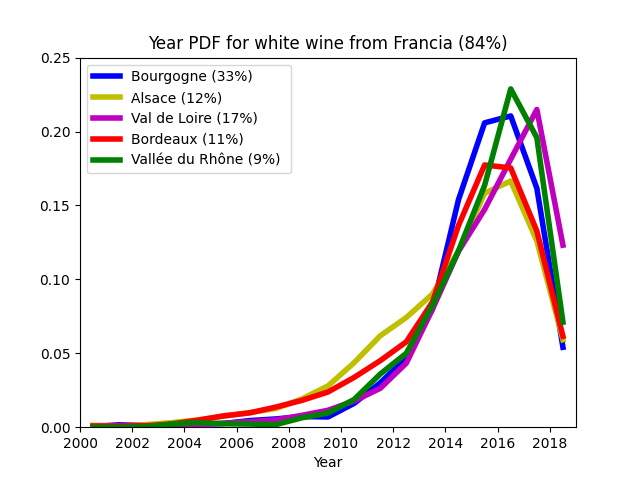 Year PDF for white wine from Francia (84%)
0.25
0.20
0.15
0.10
0.05
0.00
Bourgogne (33%)
Alsace (12%)
Val de Loire (17%)
Bordeaux (11%)
Vallée du Rhône (9%)
2000 2002 2004 2006 2008 2010 2012 2014 2016 2018
Year